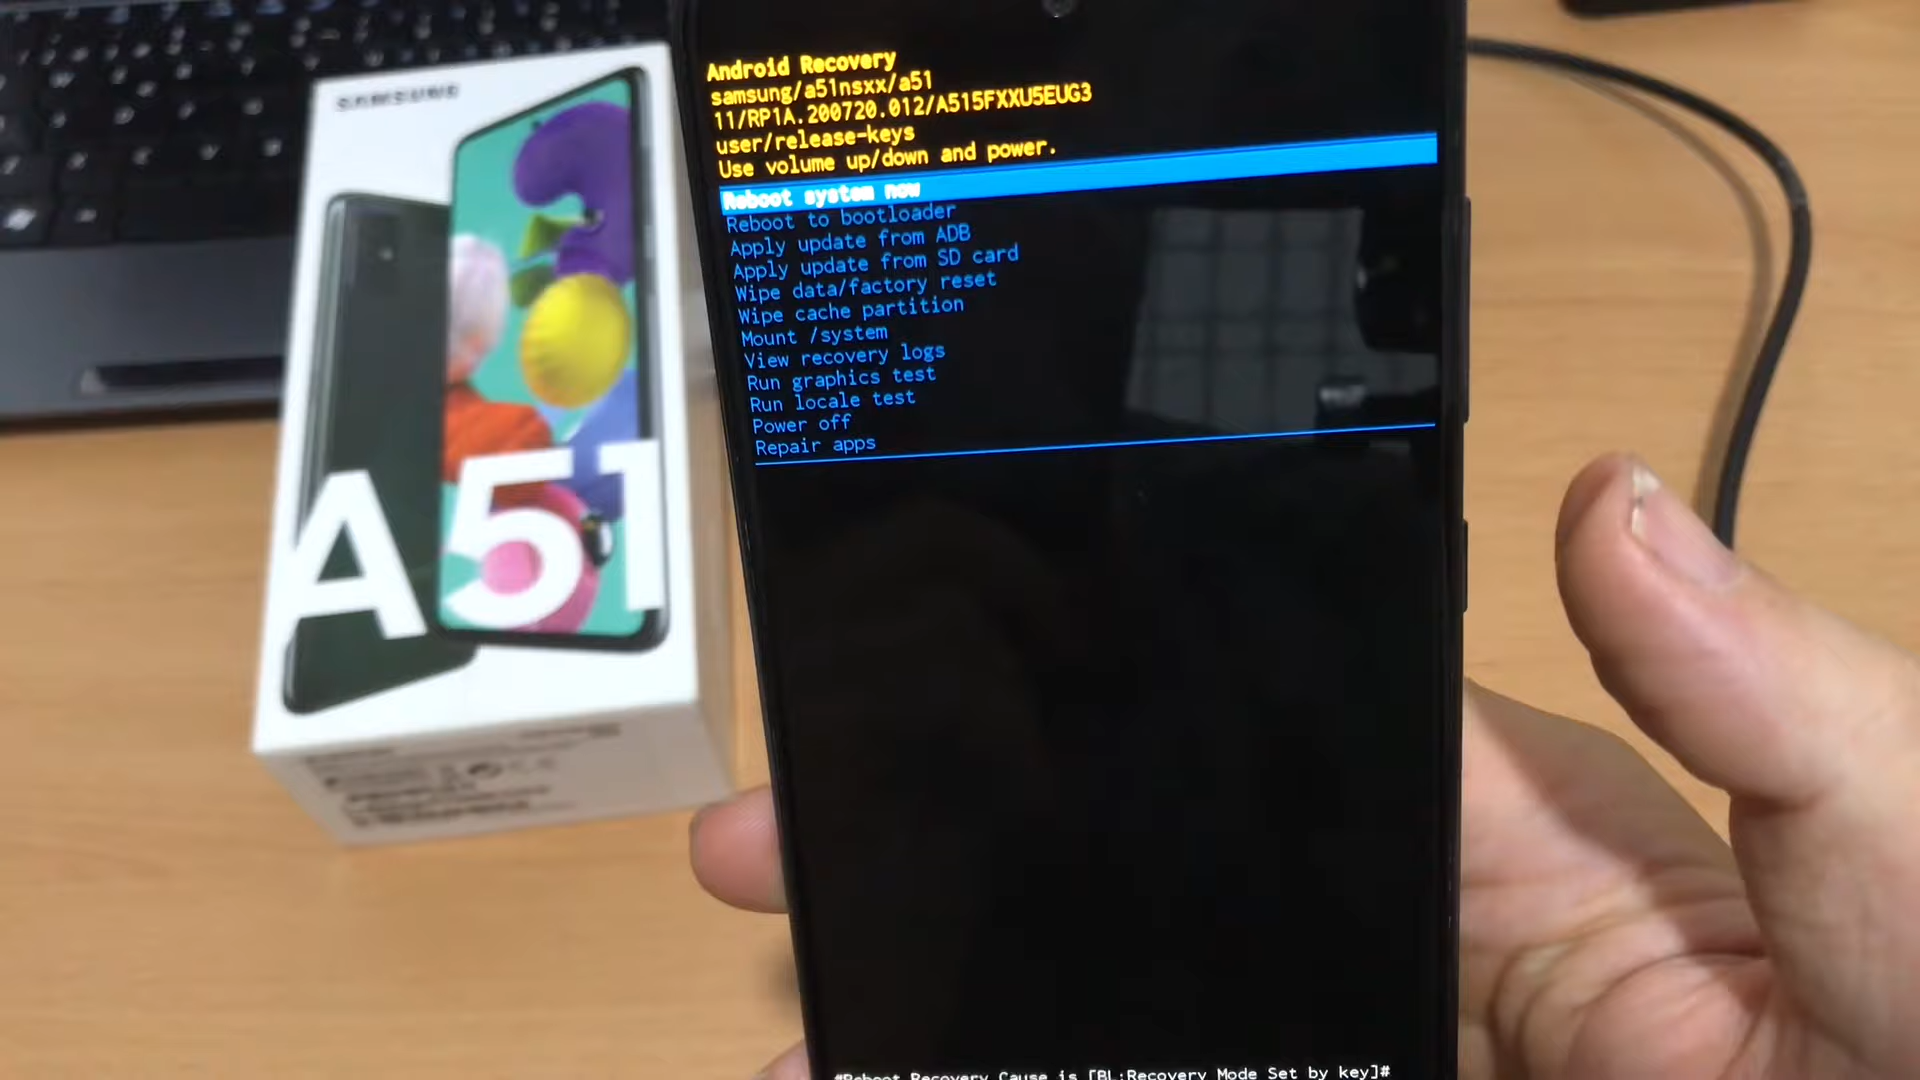 SAMSUNG
A51
Android Recovery
samsung/a51nsxx/a51
11/RP1A.200720.012/A515FXXU5EUG3
user/release-keys
Use volume up/down and power.
Reboot system now
Reboot to bootloader
Apply update from ADB
Apply update from SD card
Wipe data/factory reset
Wipe cache partition
Mount /system
View recovery logs
Run graphics test
Run locale test
Power off
Repair apps
#Reboot Recovery Cause is [BL:Recovery Mode Set by key]#